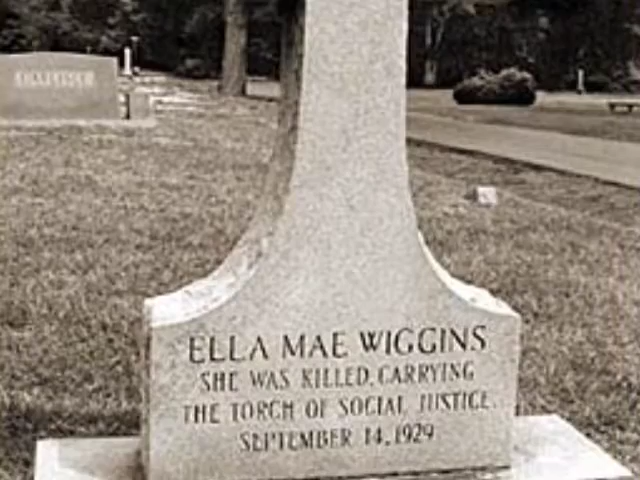 ELLA MAE WIGGINS
SHE WAS KILLED, CARRYING
THE TORCH OF SOCIAL JUSTICE.
SEPTEMBER 14, 1929